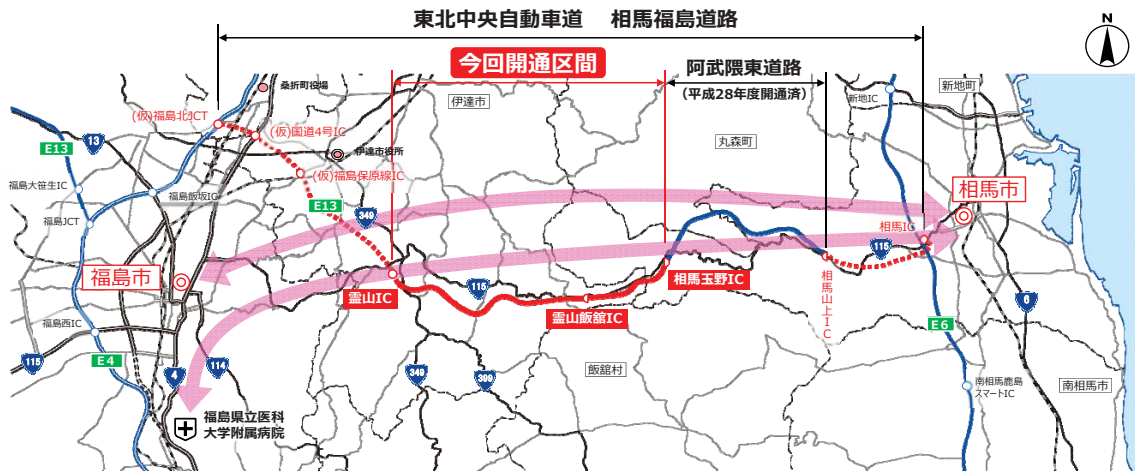 東北中央自動車道 相馬福島道路
N
今回開通区間
阿武隈東道路
(平成28年度開通済)
桑折町役場
伊達市
新地IC
新地町
(仮)福島北JCT
(仮)国道4号IC
丸森町
13
E13
伊達市役所
福島大笹生IC
(仮)福島保原線IC
福島飯坂IC
E13
349
相馬市
福島JCT
相馬IC
115
福島市
相馬玉野IC
相馬山上IC
霊山IC
115
霊山飯舘IC
6
福島西IC
E6
115
E4
4
114
349
399
飯舘村
南相馬鹿島
スマートIC
南相馬市
福島県立医科
大学附属病院